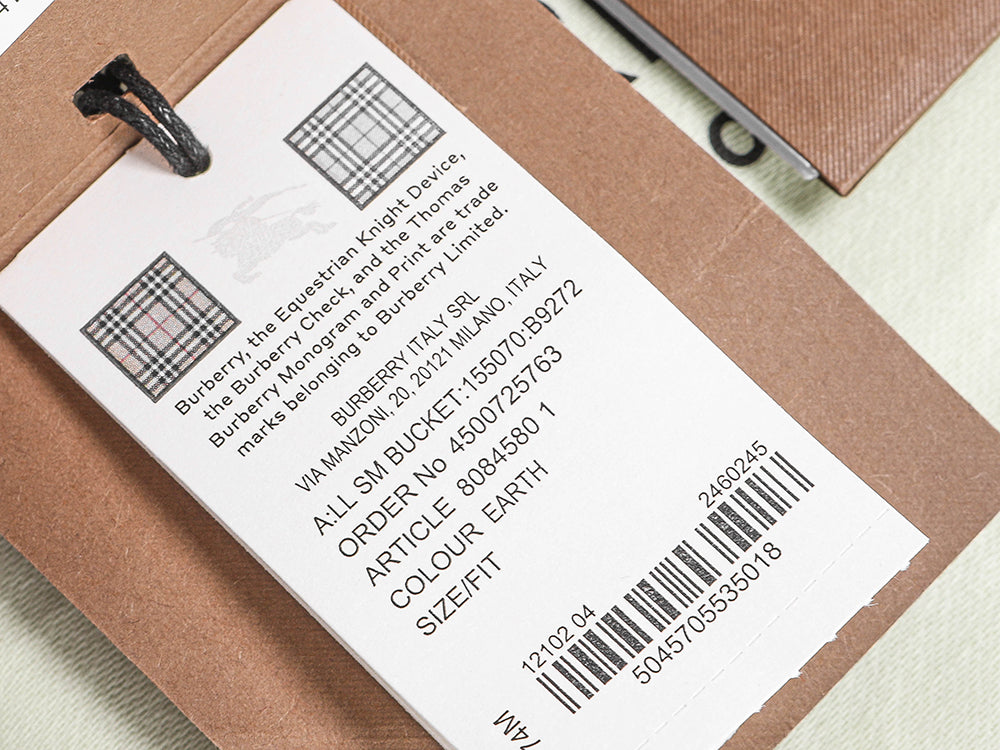 Burberry, the Equestrian Knight Device,
the Burberry Check, and the Thomas
Burberry Monogram and Print are trade
marks belonging to Burberry Limited.
BURBERRY ITALY SRL
VIA MANZONI, 20, 20121 MILANO, ITALY
A:LL SM BUCKET:155070:B9272
ORDER No 4500725763
ARTICLE 8084580 1
COLOUR EARTH
SIZE/FIT
12102 04 2460245
5045705535018
74M